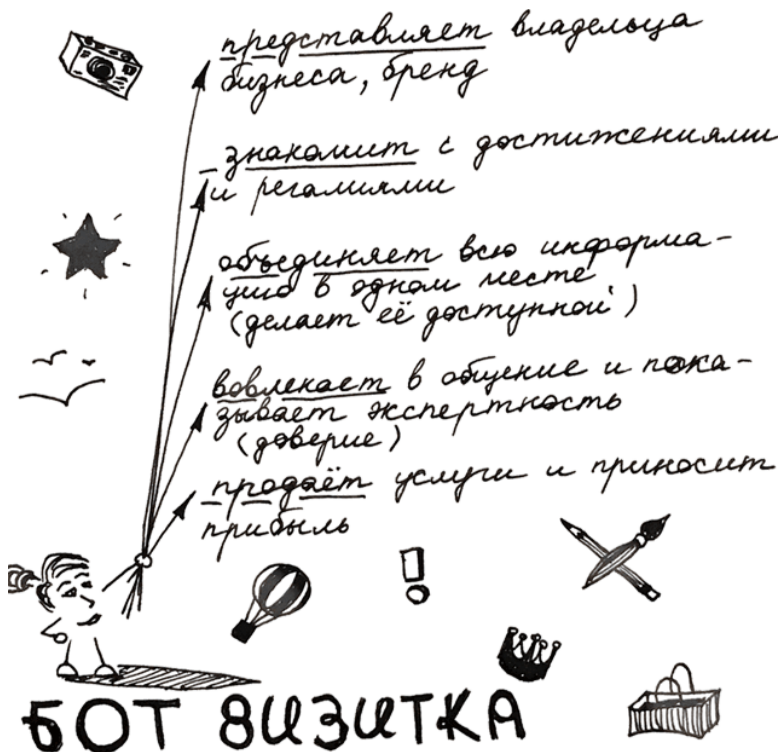 представляет владельца
бизнеса, бренд
знакомит с достижениями
и регалиями
объединяет всю информа-
цию в одном месте
(делает её доступной)
вовлекает в общение и пока-
зывает экспертность
(доверие)
продаёт услуги и приносит
прибыль
!
БОТ ВИЗИТКА